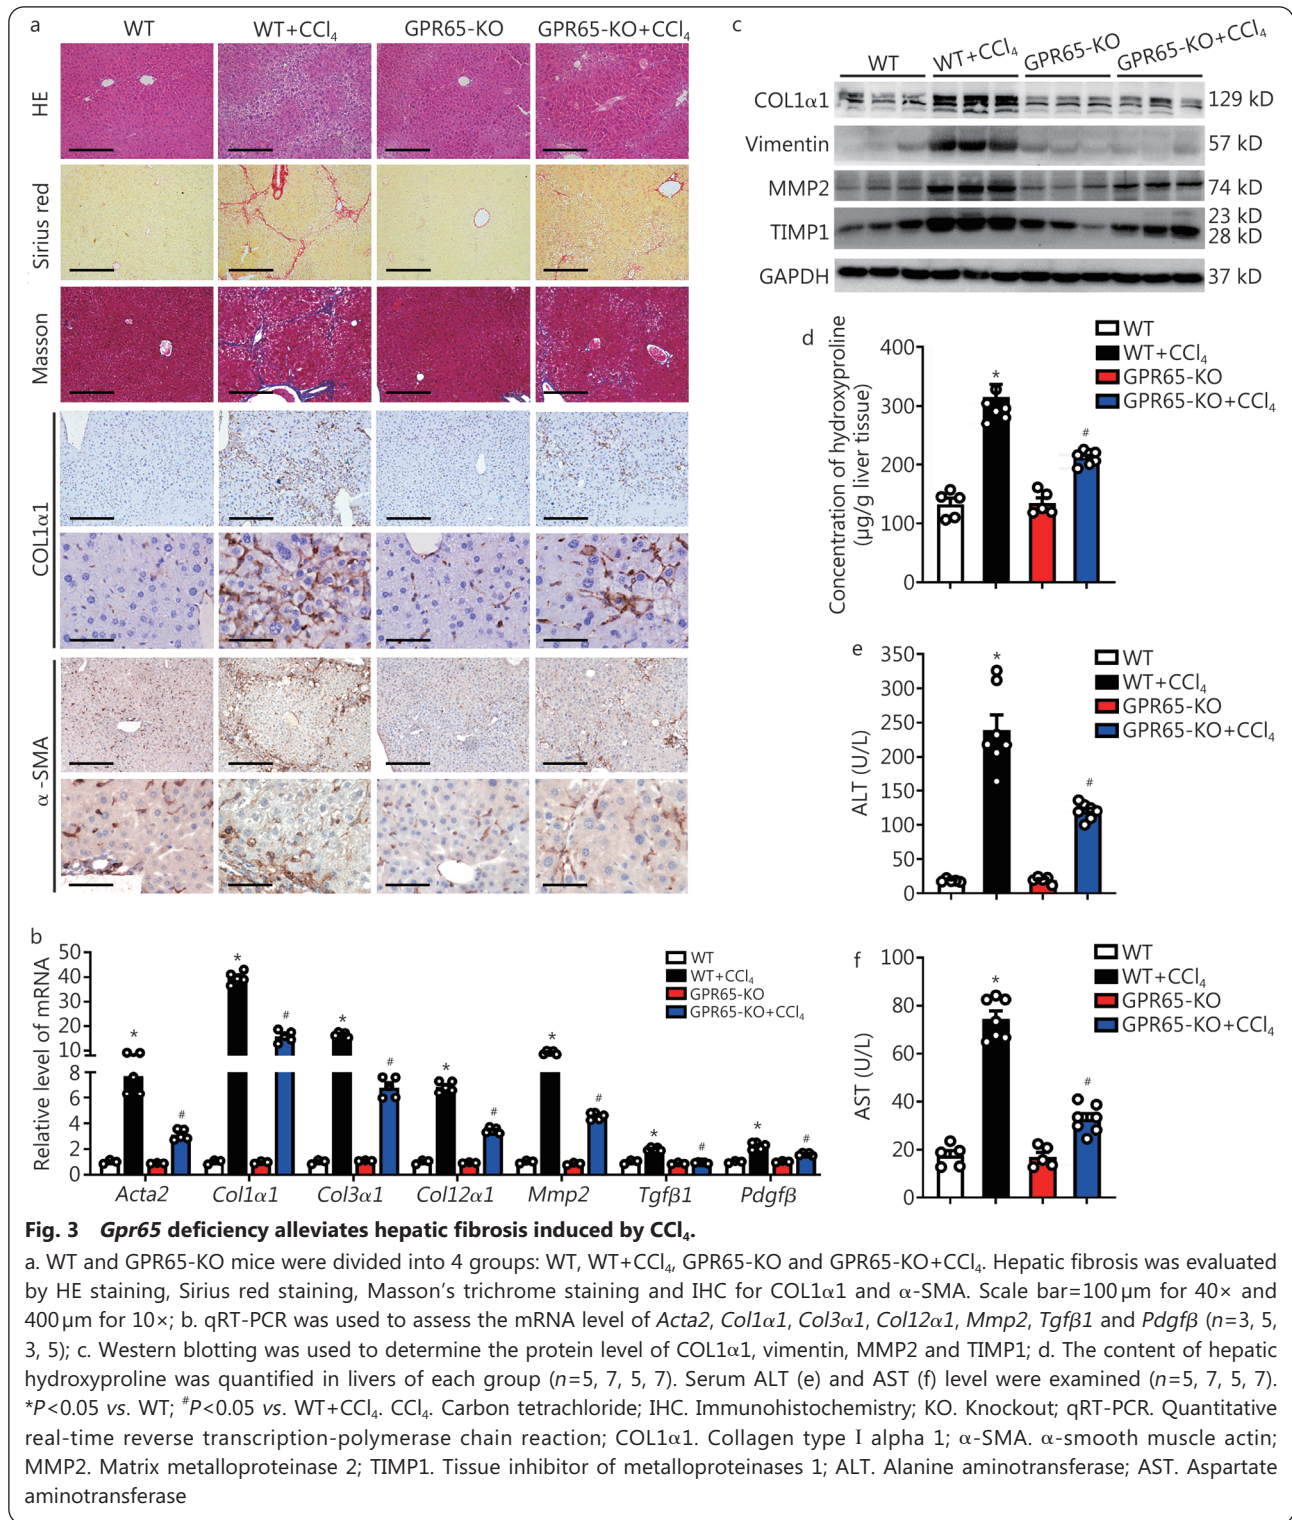 a
WT
WT+CCl4
GPR65-KO
GPR65-KO+CCl4
HE
Sirius red
Masson
COL1α1
α-SMA
c
WT
WT+CCl4
GPR65-KO
GPR65-KO+CCl4
COL1α1
129 kD
Vimentin
57 kD
MMP2
74 kD
TIMP1
23 kD
28 kD
GAPDH
37 kD
d
WT
WT+CCl4
GPR65-KO
GPR65-KO+CCl4
Concentration of hydroxyproline
(μg/g liver tissue)
400
300
200
100
0
*
#
e
WT
WT+CCl4
GPR65-KO
GPR65-KO+CCl4
ALT (U/L)
350
300
250
200
150
100
50
0
*
#
b
Relative level of mRNA
50
40
30
20
10
8
6
4
2
0
WT
WT+CCl4
GPR65-KO
GPR65-KO+CCl4
* # * # * # * # * # * # * #
Acta2 Col1α1 Col3α1 Col12α1 Mmp2 Tgfβ1 Pdgfβ
f
WT
WT+CCl4
GPR65-KO
GPR65-KO+CCl4
AST (U/L)
100
80
60
40
20
0
*
#
Fig. 3 Gpr65 deficiency alleviates hepatic fibrosis induced by CCl4.
a. WT and GPR65-KO mice were divided into 4 groups: WT, WT+CCl4, GPR65-KO and GPR65-KO+CCl4. Hepatic fibrosis was evaluated
by HE staining, Sirius red staining, Masson's trichrome staining and IHC for COL1α1 and α-SMA. Scale bar=100 μm for 40× and
400 μm for 10×; b. qRT-PCR was used to assess the mRNA level of Acta2, Col1α1, Col3α1, Col12α1, Mmp2, Tgfβ1 and Pdgfβ (n=3, 5,
3, 5); c. Western blotting was used to determine the protein level of COL1α1, vimentin, MMP2 and TIMP1; d. The content of hepatic
hydroxyproline was quantified in livers of each group (n=5, 7, 5, 7). Serum ALT (e) and AST (f) level were examined (n=5, 7, 5, 7).
*P<0.05 vs. WT; #P<0.05 vs. WT+CCl4. CCl4. Carbon tetrachloride; IHC. Immunohistochemistry; KO. Knockout; qRT-PCR. Quantitative
real-time reverse transcription-polymerase chain reaction; COL1α1. Collagen type Ⅰ alpha 1; α-SMA. α-smooth muscle actin;
MMP2. Matrix metalloproteinase 2; TIMP1. Tissue inhibitor of metalloproteinases 1; ALT. Alanine aminotransferase; AST. Aspartate
aminotransferase